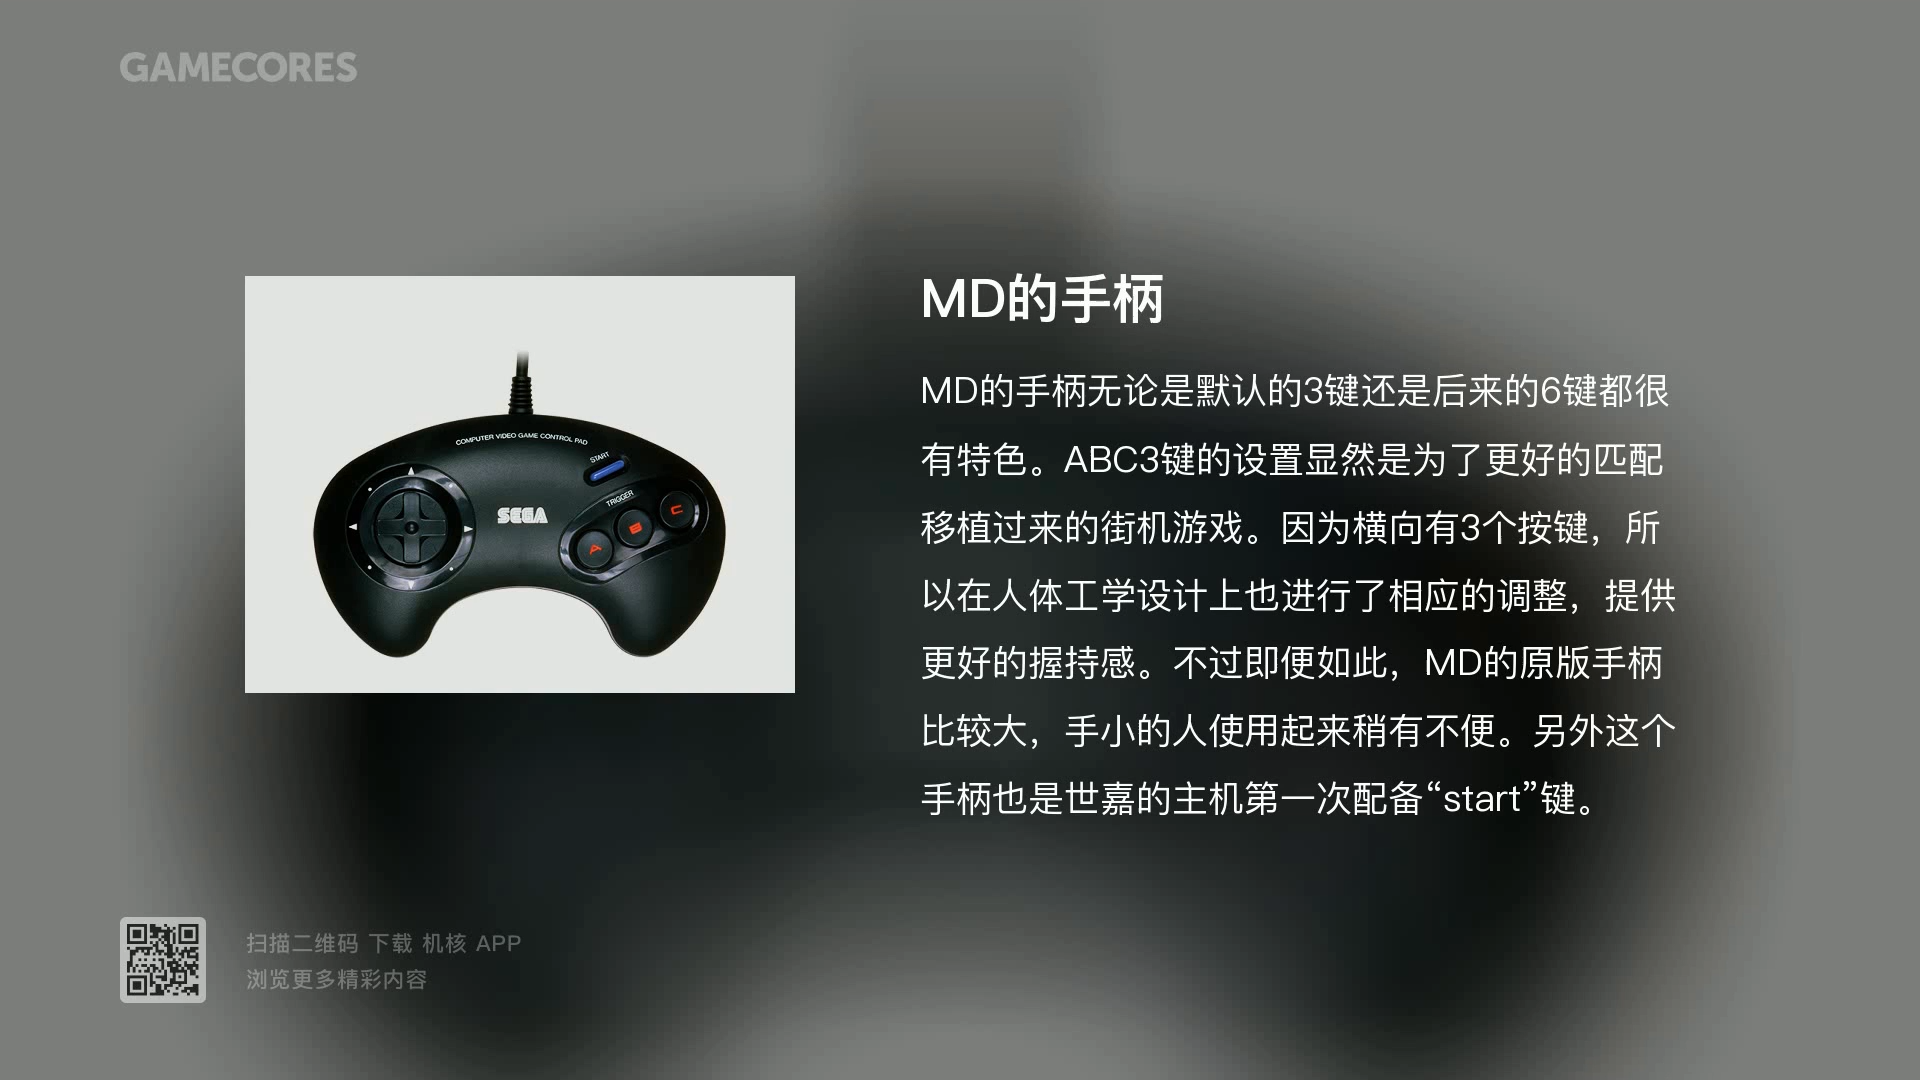 GAMECORES
COMPUTER VIDEO GAME CONTROL PAD
START
TRIGGER
SEGA
A
B
C
MD的手柄
MD的手柄无论是默认的3键还是后来的6键都很
有特色。ABC3键的设置显然是为了更好的匹配
移植过来的街机游戏。因为横向有3个按键，所
以在人体工学设计上也进行了相应的调整，提供
更好的握持感。不过即便如此，MD的原版手柄
比较大，手小的人使用起来稍有不便。另外这个
手柄也是世嘉的主机第一次配备“start”键。
扫描二维码 下载 机核 APP
浏览更多精彩内容